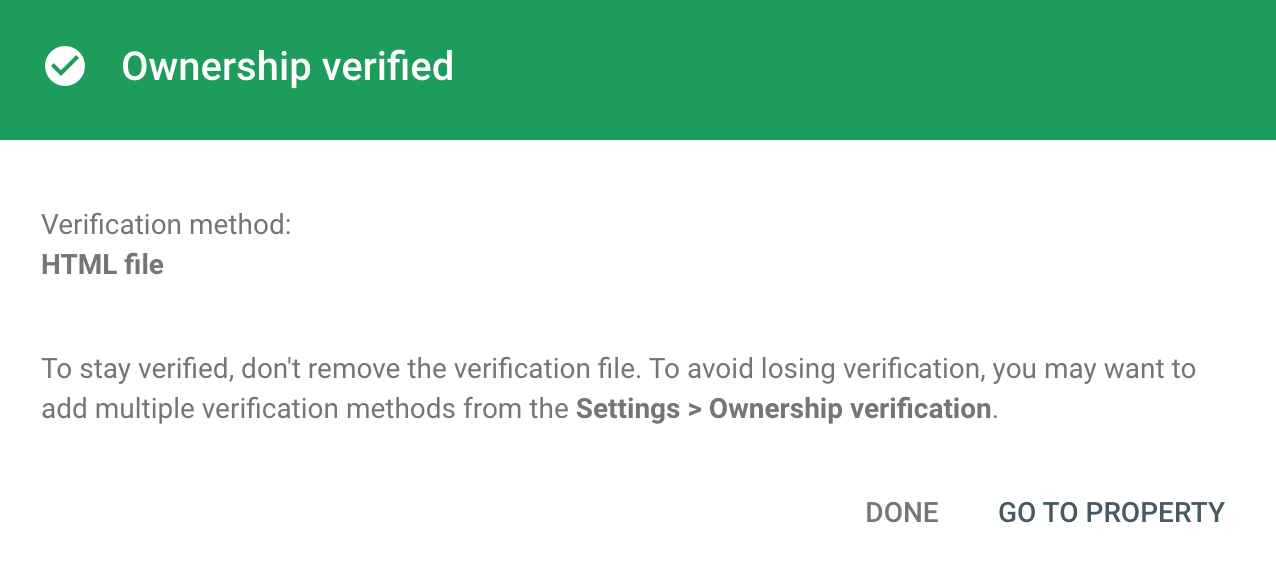 Ownership verified
Verification method:
HTML file
To stay verified, don't remove the verification file. To avoid losing verification, you may want to
add multiple verification methods from the Settings > Ownership verification.
DONE GO TO PROPERTY